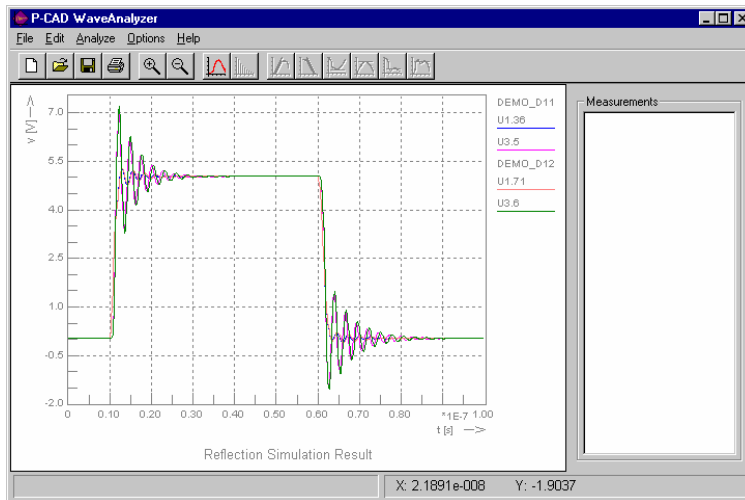 P-CAD WaveAnalyzer
File Edit Analyze Options Help
v [V] —>
7.0
5.5
4.0
2.5
1.0
-0.5
-2.0
0 0.10 0.20 0.30 0.40 0.50 0.60 0.70 0.80 *1E-7 1.00
t [s] —>
Reflection Simulation Result
DEMO_D11
U1.36
U3.5
DEMO_D12
U1.71
U3.6
Measurements
X: 2.1891e-008 Y: -1.9037